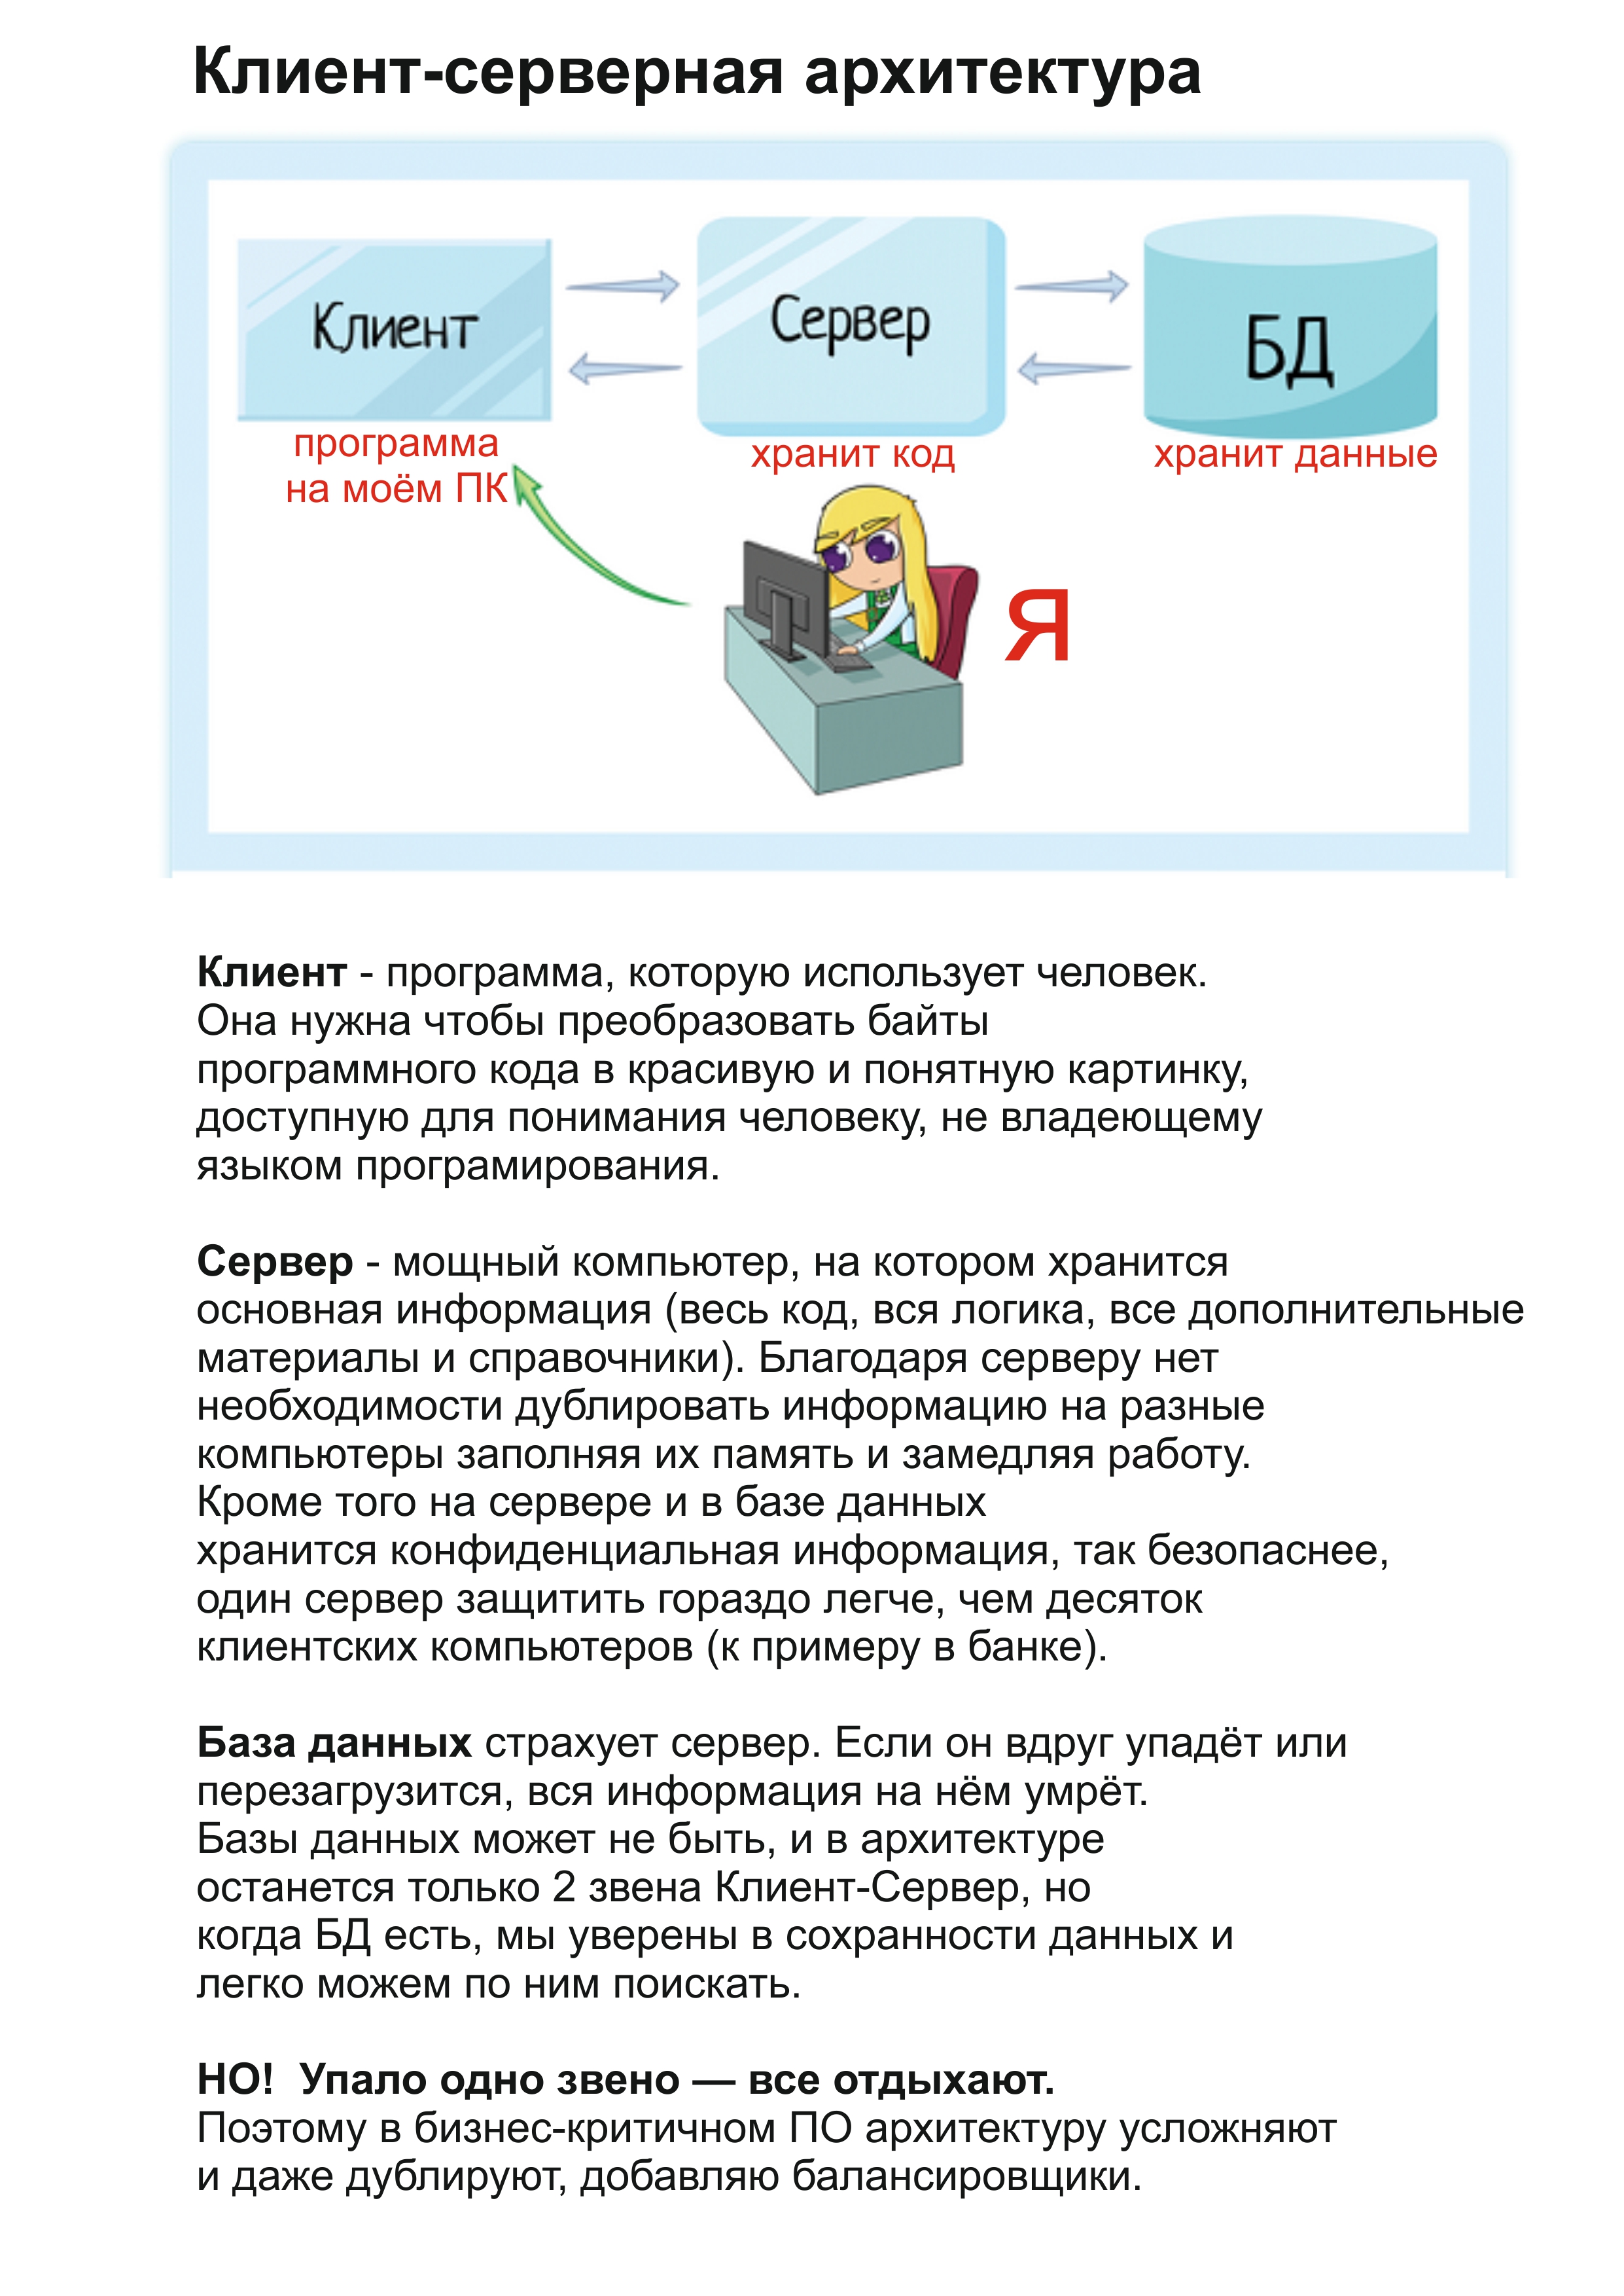 Клиент-серверная архитектура
Клиент
Сервер
БД
программа
на моём ПК
хранит код
хранит данные
Я
Клиент - программа, которую использует человек.
Она нужна чтобы преобразовать байты
программного кода в красивую и понятную картинку,
доступную для понимания человеку, не владеющему
языком програмирования.
Сервер - мощный компьютер, на котором хранится
основная информация (весь код, вся логика, все дополнительные
материалы и справочники). Благодаря серверу нет
необходимости дублировать информацию на разные
компьютеры заполняя их память и замедляя работу.
Кроме того на сервере и в базе данных
хранится конфиденциальная информация, так безопаснее,
один сервер защитить гораздо легче, чем десяток
клиентских компьютеров (к примеру в банке).
База данных страхует сервер. Если он вдруг упадёт или
перезагрузится, вся информация на нём умрёт.
Базы данных может не быть, и в архитектуре
останется только 2 звена Клиент-Сервер, но
когда БД есть, мы уверены в сохранности данных и
легко можем по ним поискать.
НО!  Упало одно звено — все отдыхают.
Поэтому в бизнес-критичном ПО архитектуру усложняют
и даже дублируют, добавляю балансировщики.